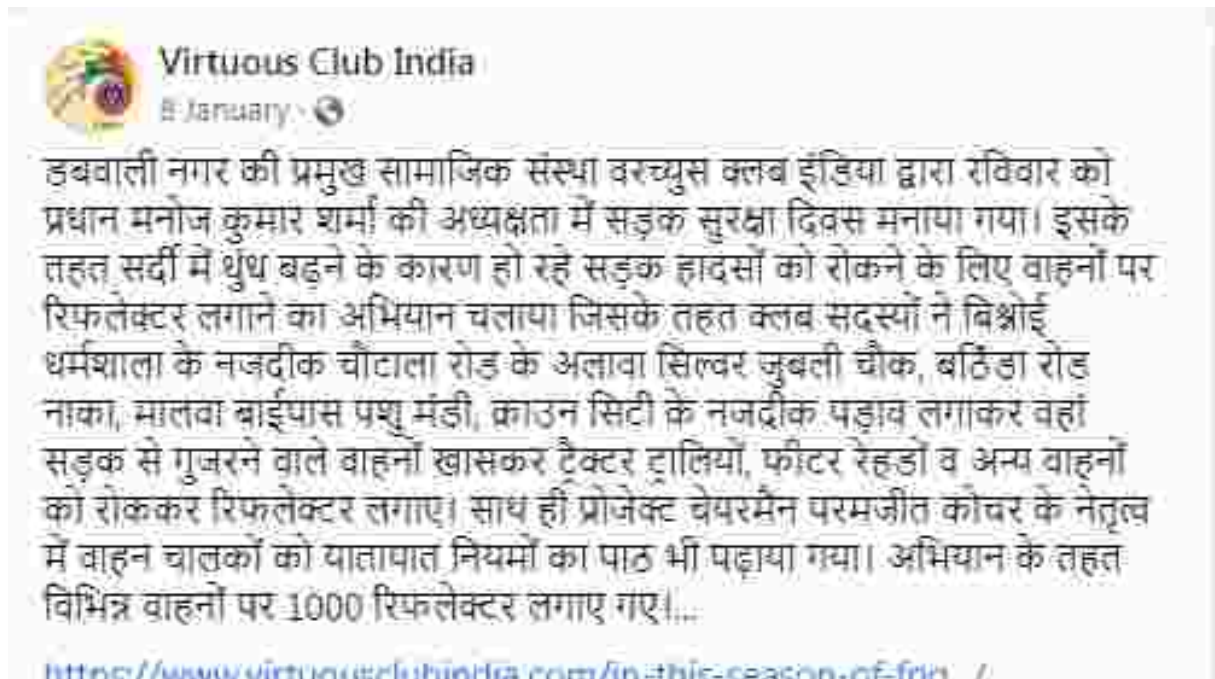 Virtuous Club India
8 January ·
डबवाली नगर की प्रमुख सामाजिक संस्था वरच्युस क्लब इंडिया द्वारा रविवार को
प्रधान मनोज कुमार शर्मा की अध्यक्षता में सड़क सुरक्षा दिवस मनाया गया। इसके
तहत सर्दी में धुंध बढ़ने के कारण हो रहे सड़क हादसों को रोकने के लिए वाहनों पर
रिफलेक्टर लगाने का अभियान चलाया जिसके तहत क्लब सदस्यों ने बिश्नोई
धर्मशाला के नजदीक चौटाला रोड के अलावा सिल्वर जुबली चौक, बठिंडा रोड
नाका, मालवा बाईपास पशु मंडी, क्राउन सिटी के नजदीक पड़ाव लगाकर वहां
सड़क से गुजरने वाले वाहनों खासकर ट्रैक्टर ट्रालियों, फीटर रेहडों व अन्य वाहनों
को रोककर रिफलेक्टर लगाए। साथ ही प्रोजेक्ट चेयरमैन परमजीत कोचर के नेतृत्व
में वाहन चालकों को यातायात नियमों का पाठ भी पढ़ाया गया। अभियान के तहत
विभिन्न वाहनों पर 1000 रिफलेक्टर लगाए गए।...